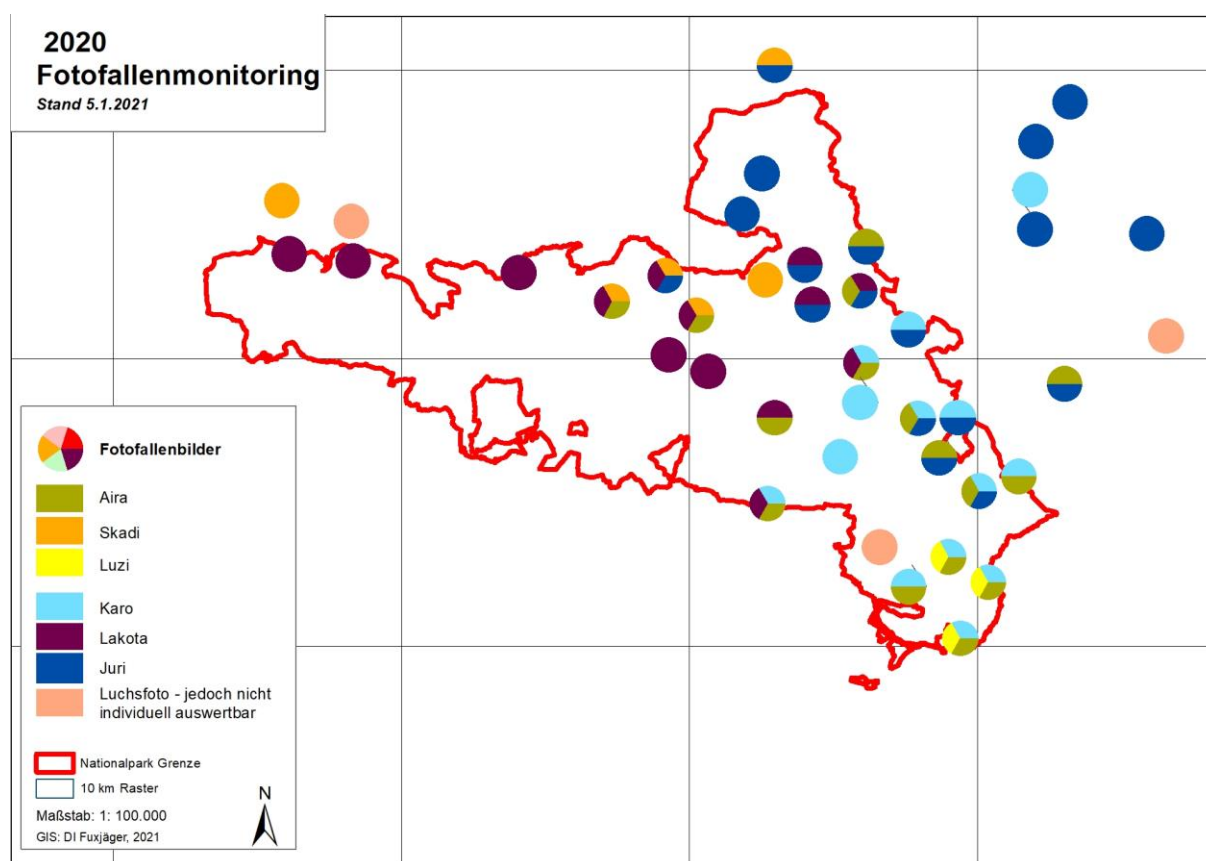 2020
Fotofallenmonitoring
Stand 5.1.2021
Fotofallenbilder
Aira
Skadi
Luzi
Karo
Lakota
Juri
Luchsfoto - jedoch nicht
individuell auswertbar
Nationalpark Grenze
10 km Raster
Maßstab: 1: 100.000
GIS: DI Fuxjäger, 2021
N